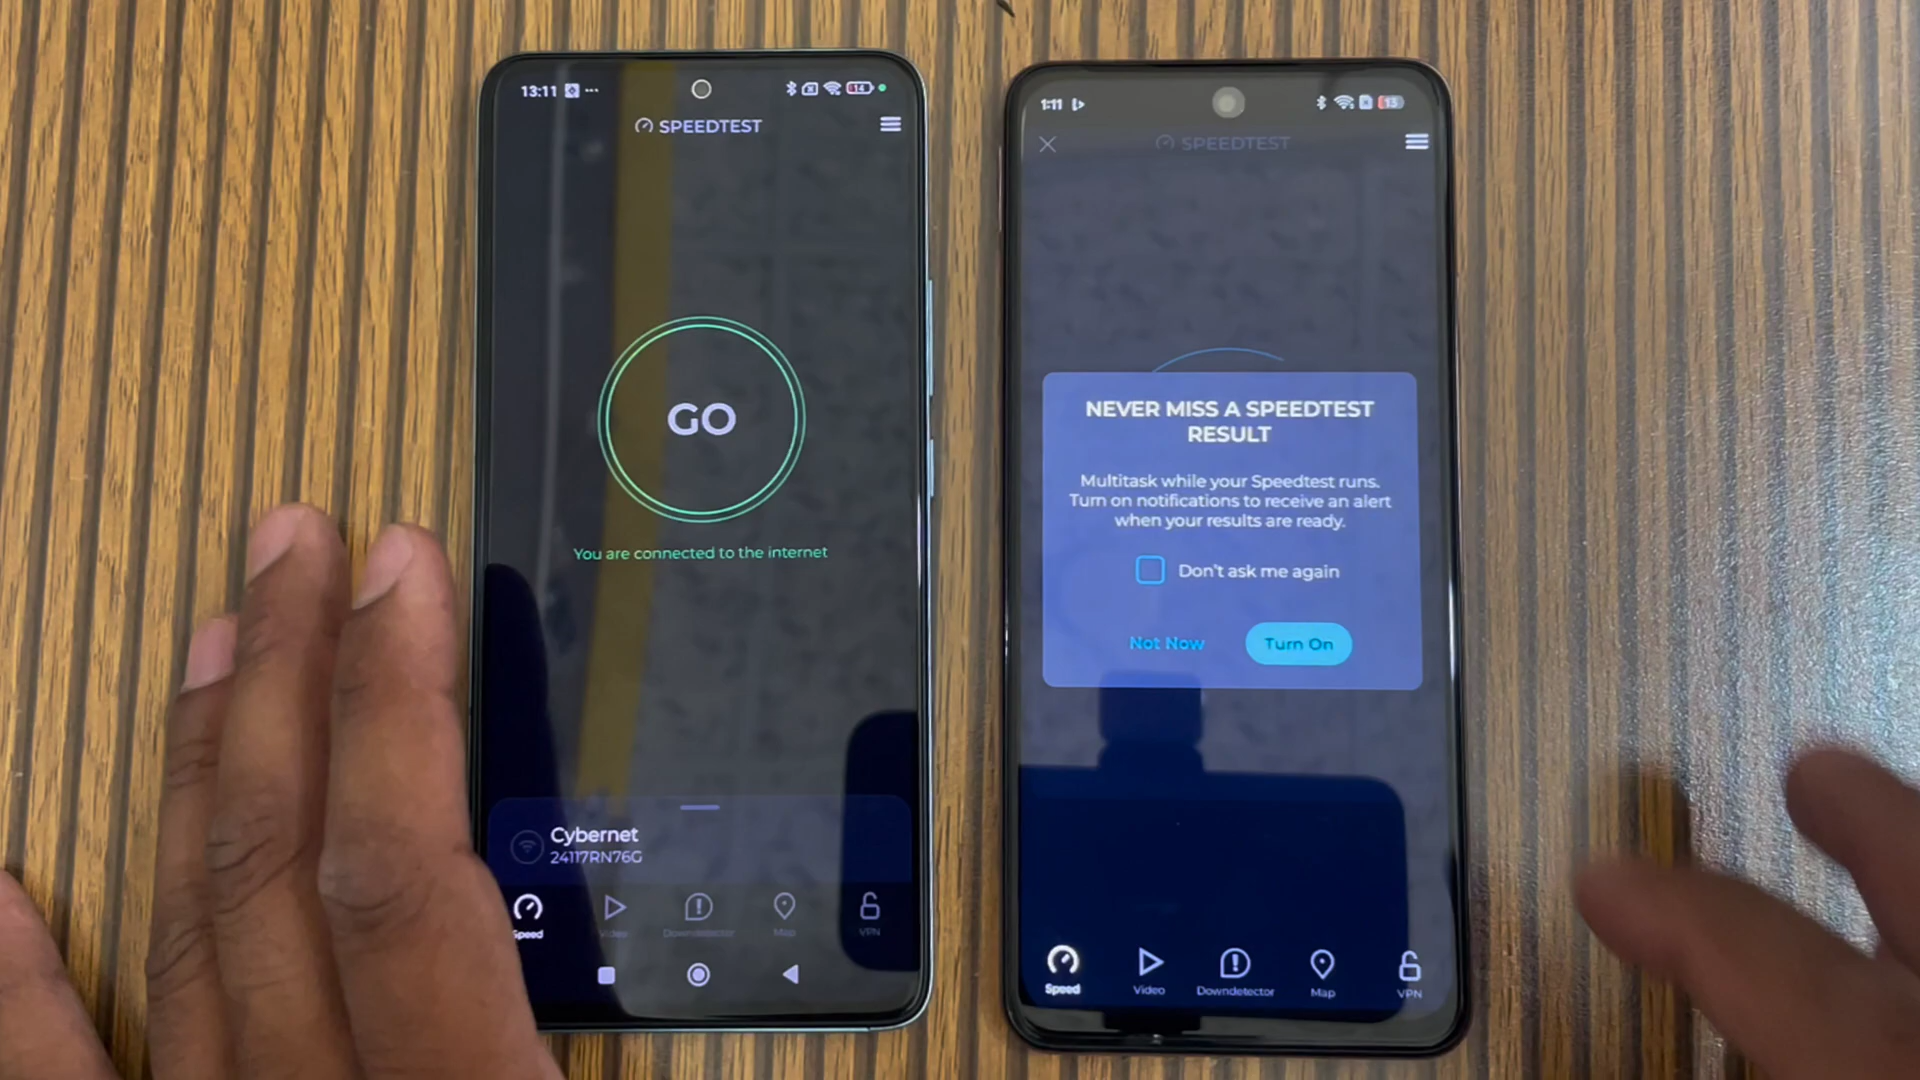 13:11
14
SPEEDTEST
GO
You are connected to the internet
Cybernet
24117RN76G
Speed
Video
Downdetector
Map
VPN
1:11
13
SPEEDTEST
NEVER MISS A SPEEDTEST
RESULT
Multitask while your Speedtest runs.
Turn on notifications to receive an alert
when your results are ready.
Don't ask me again
Not Now
Turn On
Speed
Video
Downdetector
Map
VPN